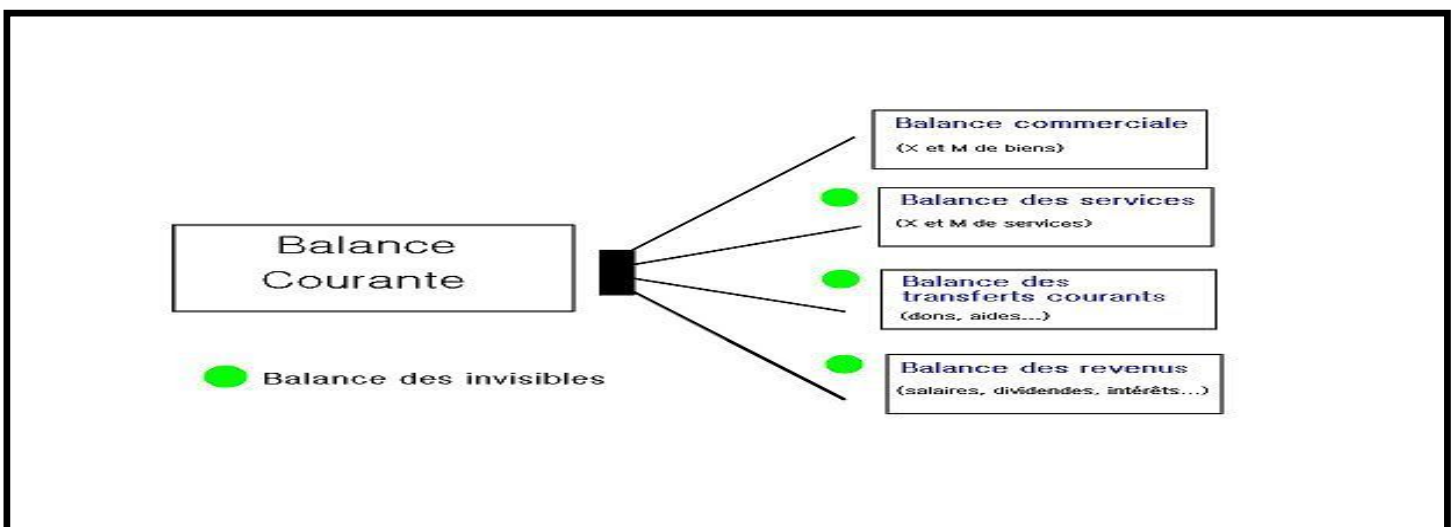 Balance commerciale
(X et M de biens)
Balance des services
(X et M de services)
Balance
Courante
Balance des
transferts courants
(dons, aides...)
Balance des revenus
(salaires, dividendes, intérêts...)
Balance des invisibles